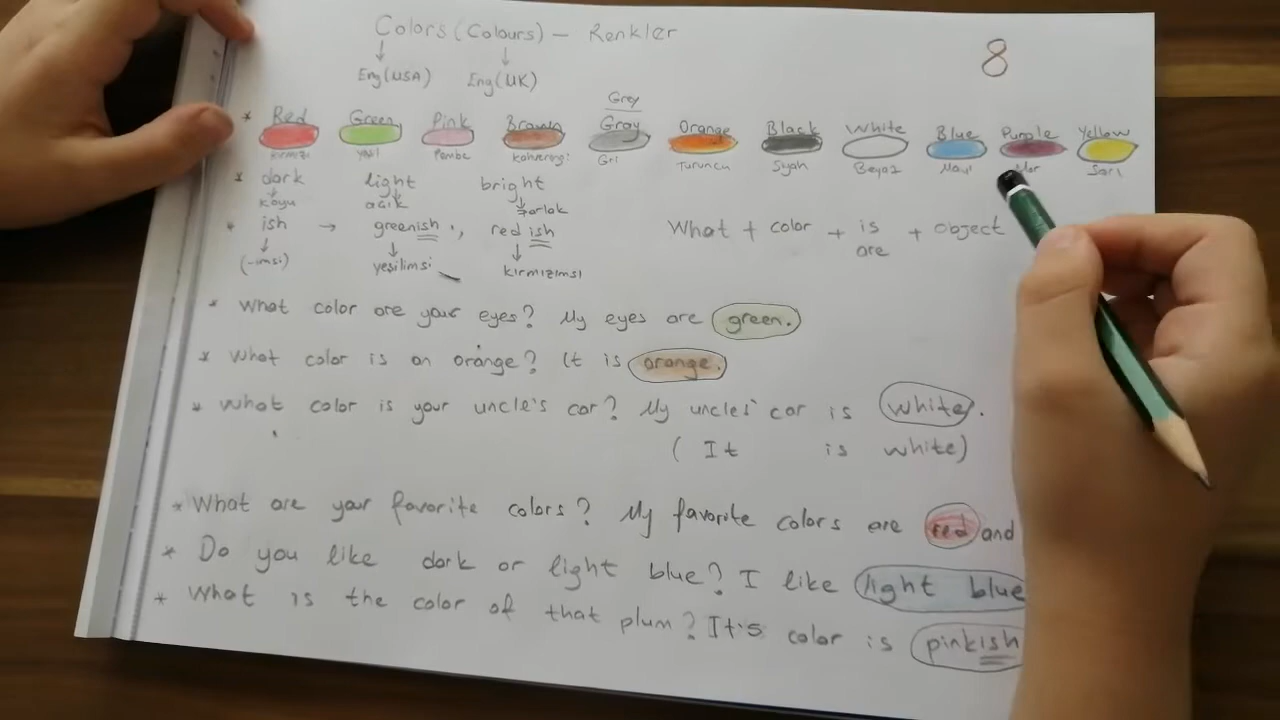 Colors (Colours) - Renkler
Eng(USA) Eng(UK)
8
Grey
* Red Green Pink Brown Gray Orange Black White Blue Purple Yellow
Kırmızı Yeşil Pembe Kahverengi Gri Turuncu Siyah Beyaz Mavi Mor Sarı
* dark light bright
koyu açık parlak
* ish → greenish ., reddish
(-ımsı) yeşilimsi kırmızımsı
What + color + is + object
are
* What color are your eyes? My eyes are green.
* What color is an orange? It is orange.
* What color is your uncle's car? My uncles' car is white.
( It is white)
* What are your favorite colors? My favorite colors are red and
* Do you like dark or light blue? I like light blue
* What is the color of that plum? It's color is pinkish